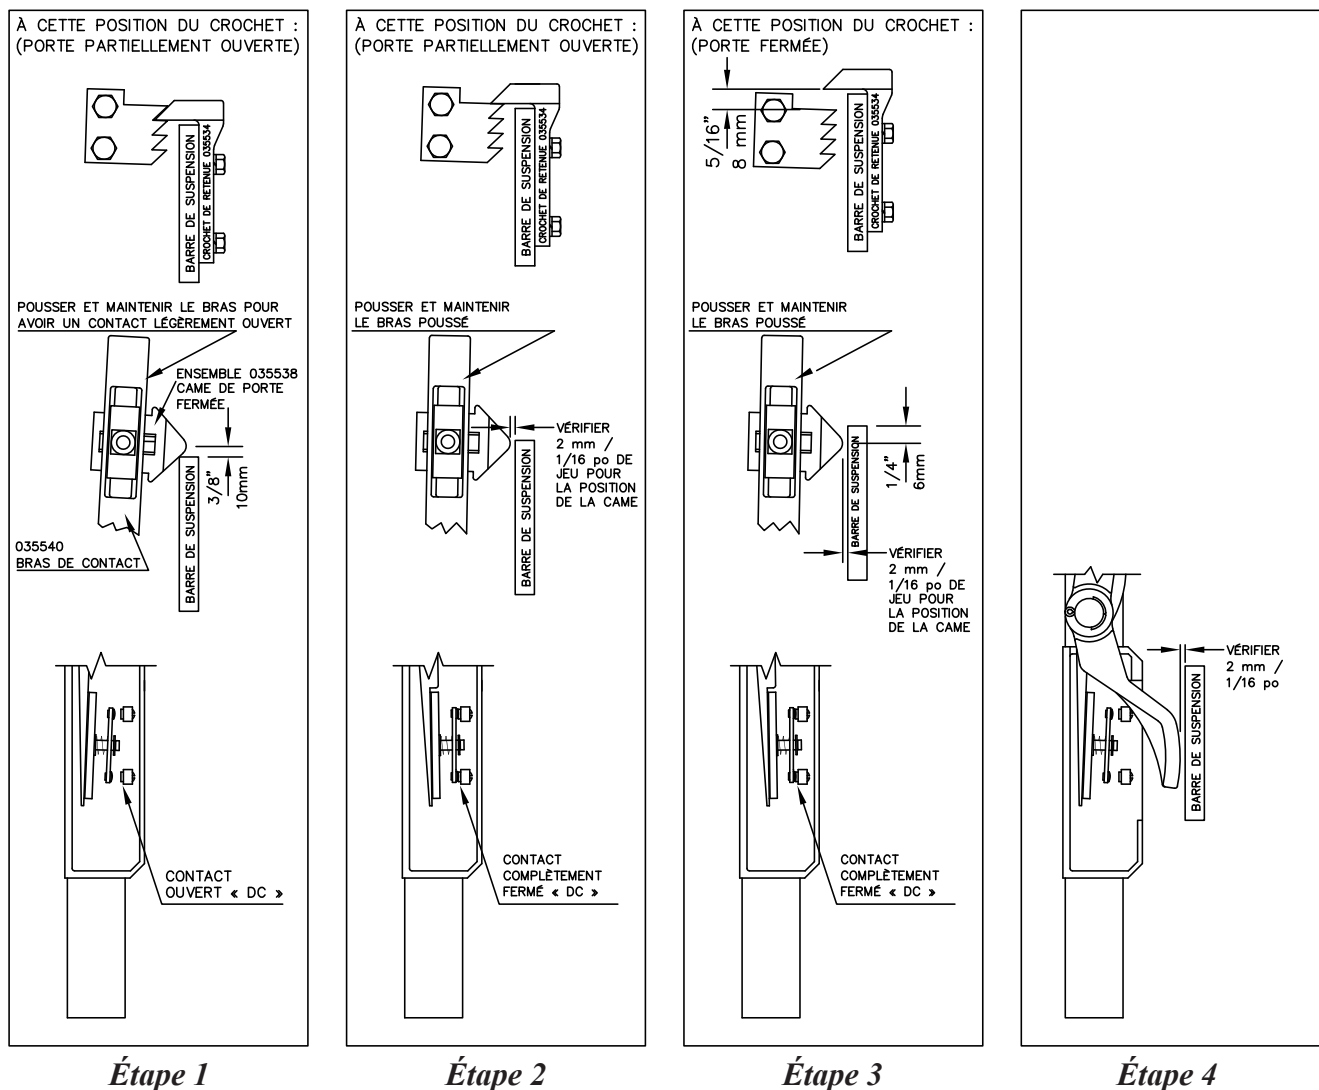 À CETTE POSITION DU CROCHET :
(PORTE PARTIELLEMENT OUVERTE)
BARRE DE SUSPENSION
CROCHET DE RETENUE 035534
POUSSER ET MAINTENIR LE BRAS POUR
AVOIR UN CONTACT LÉGÈREMENT OUVERT
ENSEMBLE 035538
CAME DE PORTE
FERMÉE
3/8"
10mm
BARRE DE SUSPENSION
035540
BRAS DE CONTACT
CONTACT
OUVERT « DC »
Étape 1
À CETTE POSITION DU CROCHET :
(PORTE PARTIELLEMENT OUVERTE)
BARRE DE SUSPENSION
CROCHET DE RETENUE 035534
POUSSER ET MAINTENIR
LE BRAS POUSSÉ
VÉRIFIER
2 mm /
1/16 po DE
JEU POUR
LA POSITION
DE LA CAME
BARRE DE SUSPENSION
CONTACT
COMPLÈTEMENT
FERMÉ « DC »
Étape 2
À CETTE POSITION DU CROCHET :
(PORTE FERMÉE)
5/16"
8 mm
BARRE DE SUSPENSION
CROCHET DE RETENUE 035534
POUSSER ET MAINTENIR
LE BRAS POUSSÉ
BARRE DE SUSPENSION
1/4"
6mm
VÉRIFIER
2 mm /
1/16 po DE
JEU POUR
LA POSITION
DE LA CAME
CONTACT
COMPLÈTEMENT
FERMÉ « DC »
Étape 3
VÉRIFIER
2 mm /
1/16 po
BARRE DE SUSPENSION
Étape 4